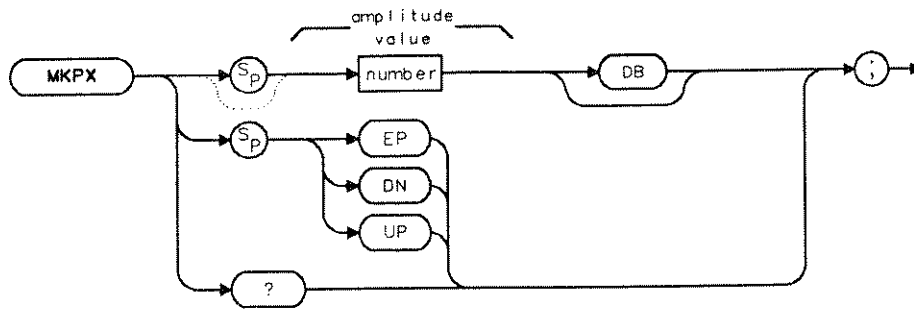 amplitude
value
MKPX
SP
number
DB
;
SP
EP
DN
UP
?